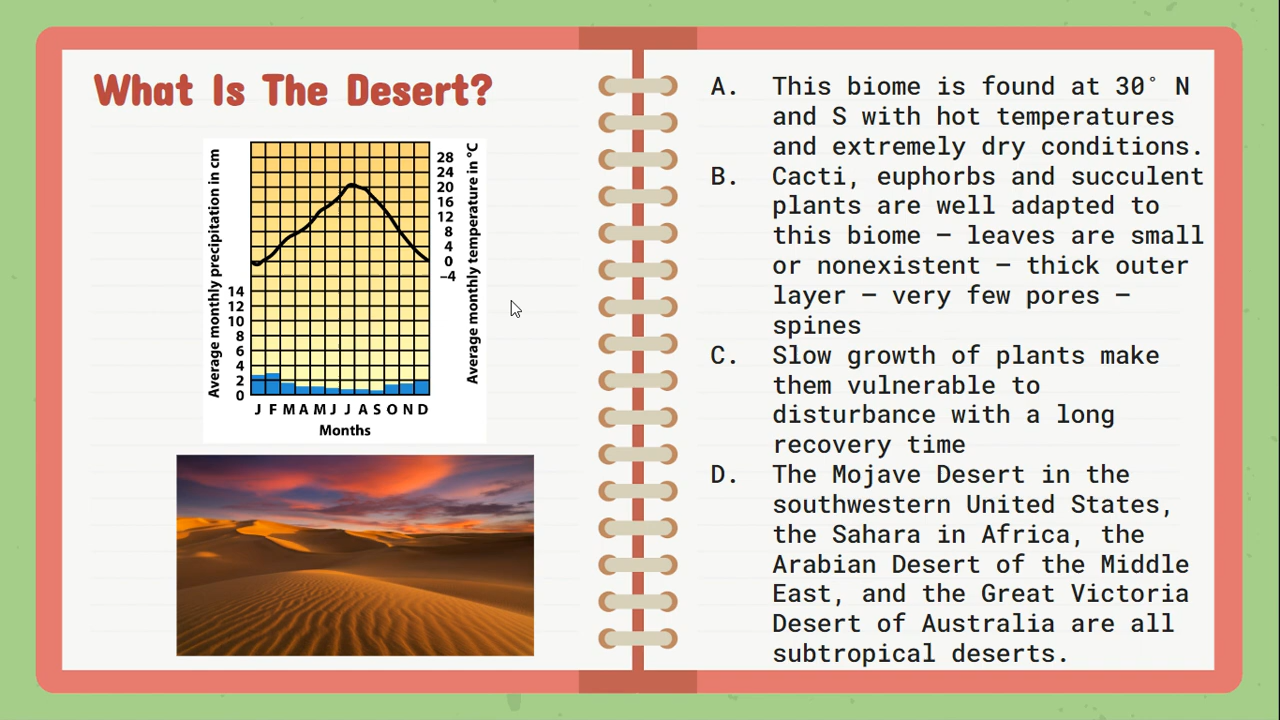 What Is The Desert?
Average monthly precipitation in cm
14
12
10
8
6
4
2
0
28
24
20
16
12
8
4
0
–4
Average monthly temperature in °C
J F M A M J J A S O N D
Months
A. This biome is found at 30° N
and S with hot temperatures
and extremely dry conditions.
B. Cacti, euphorbs and succulent
plants are well adapted to
this biome – leaves are small
or nonexistent – thick outer
layer – very few pores –
spines
C. Slow growth of plants make
them vulnerable to
disturbance with a long
recovery time
D. The Mojave Desert in the
southwestern United States,
the Sahara in Africa, the
Arabian Desert of the Middle
East, and the Great Victoria
Desert of Australia are all
subtropical deserts.